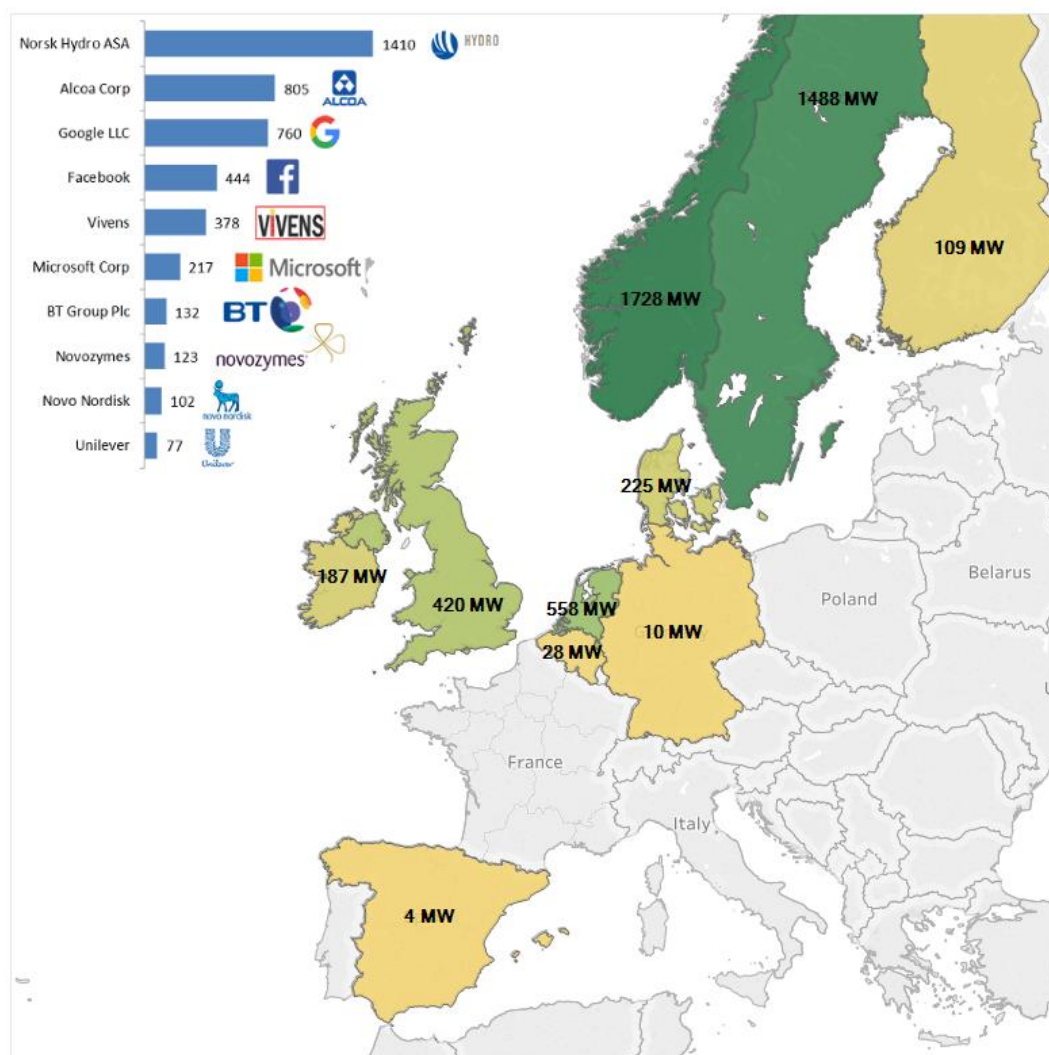 Norsk Hydro ASA 1410 HYDRO
Alcoa Corp 805 ALCOA
Google LLC 760 G
Facebook 444 f
Vivens 378 ViVENS
Microsoft Corp 217 Microsoft
BT Group Plc 132 BT
Novozymes 123 novozymes
Novo Nordisk 102 novo nordisk
Unilever 77 Unilever
1488 MW
109 MW
1728 MW
225 MW
187 MW
420 MW
558 MW
28 MW
10 MW
Belarus
Poland
France
Italy
4 MW